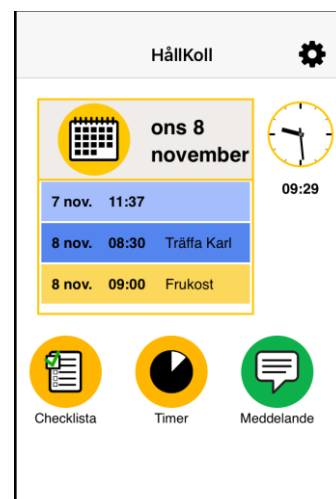 HållKoll
ons 8
november
7 nov. 11:37
8 nov. 08:30 Träffa Karl
8 nov. 09:00 Frukost
09:29
Checklista
Timer
Meddelande